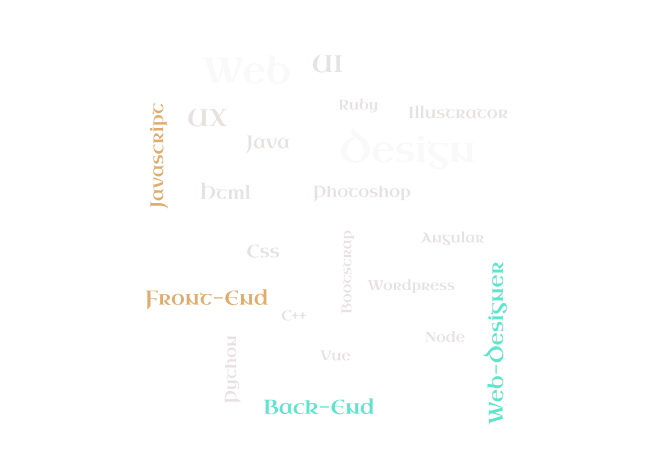 Web
UI
Ruby
Illustrator
UX
Java
Design
Javascript
Html
Photoshop
Angular
Css
Bootstrap
Wordpress
Front-End
C++
Web-Designer
Node
Python
Vue
Back-End